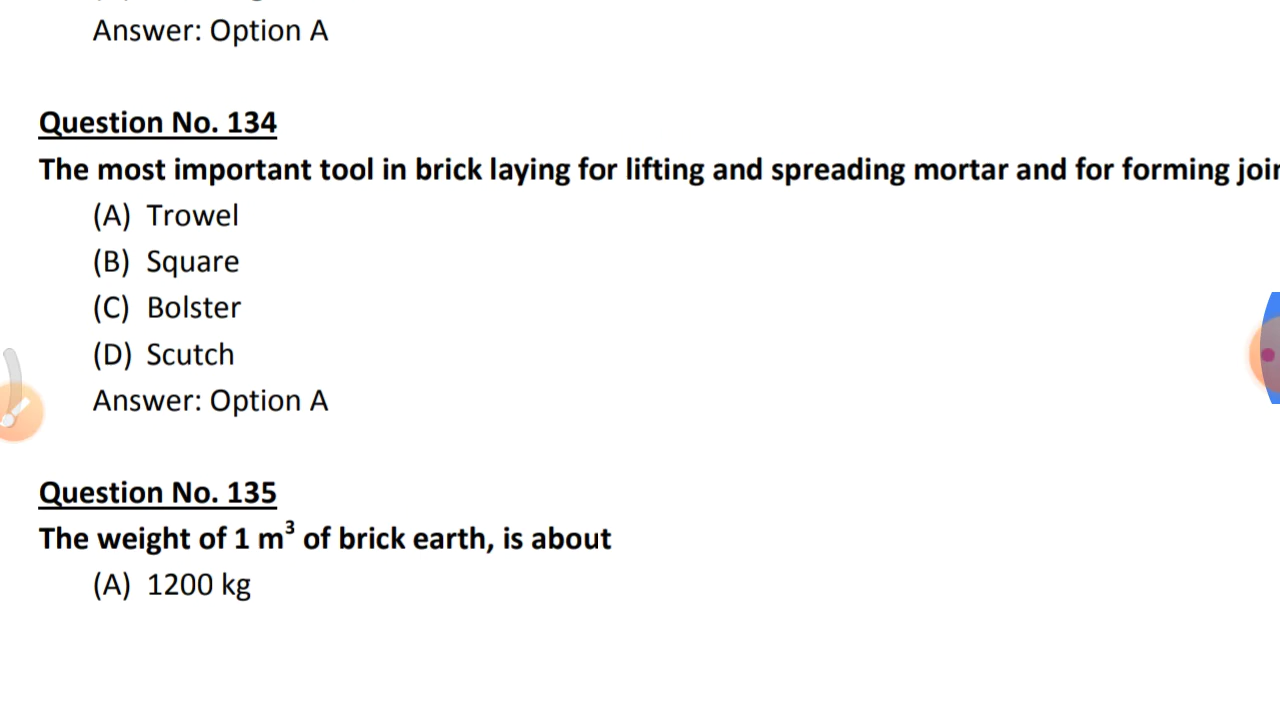 Answer: Option A
Question No. 134
The most important tool in brick laying for lifting and spreading mortar and for forming
(A) Trowel
(B) Square
(C) Bolster
(D) Scutch
Answer: Option A
Question No. 135
The weight of 1 m³ of brick earth, is about
(A) 1200 kg